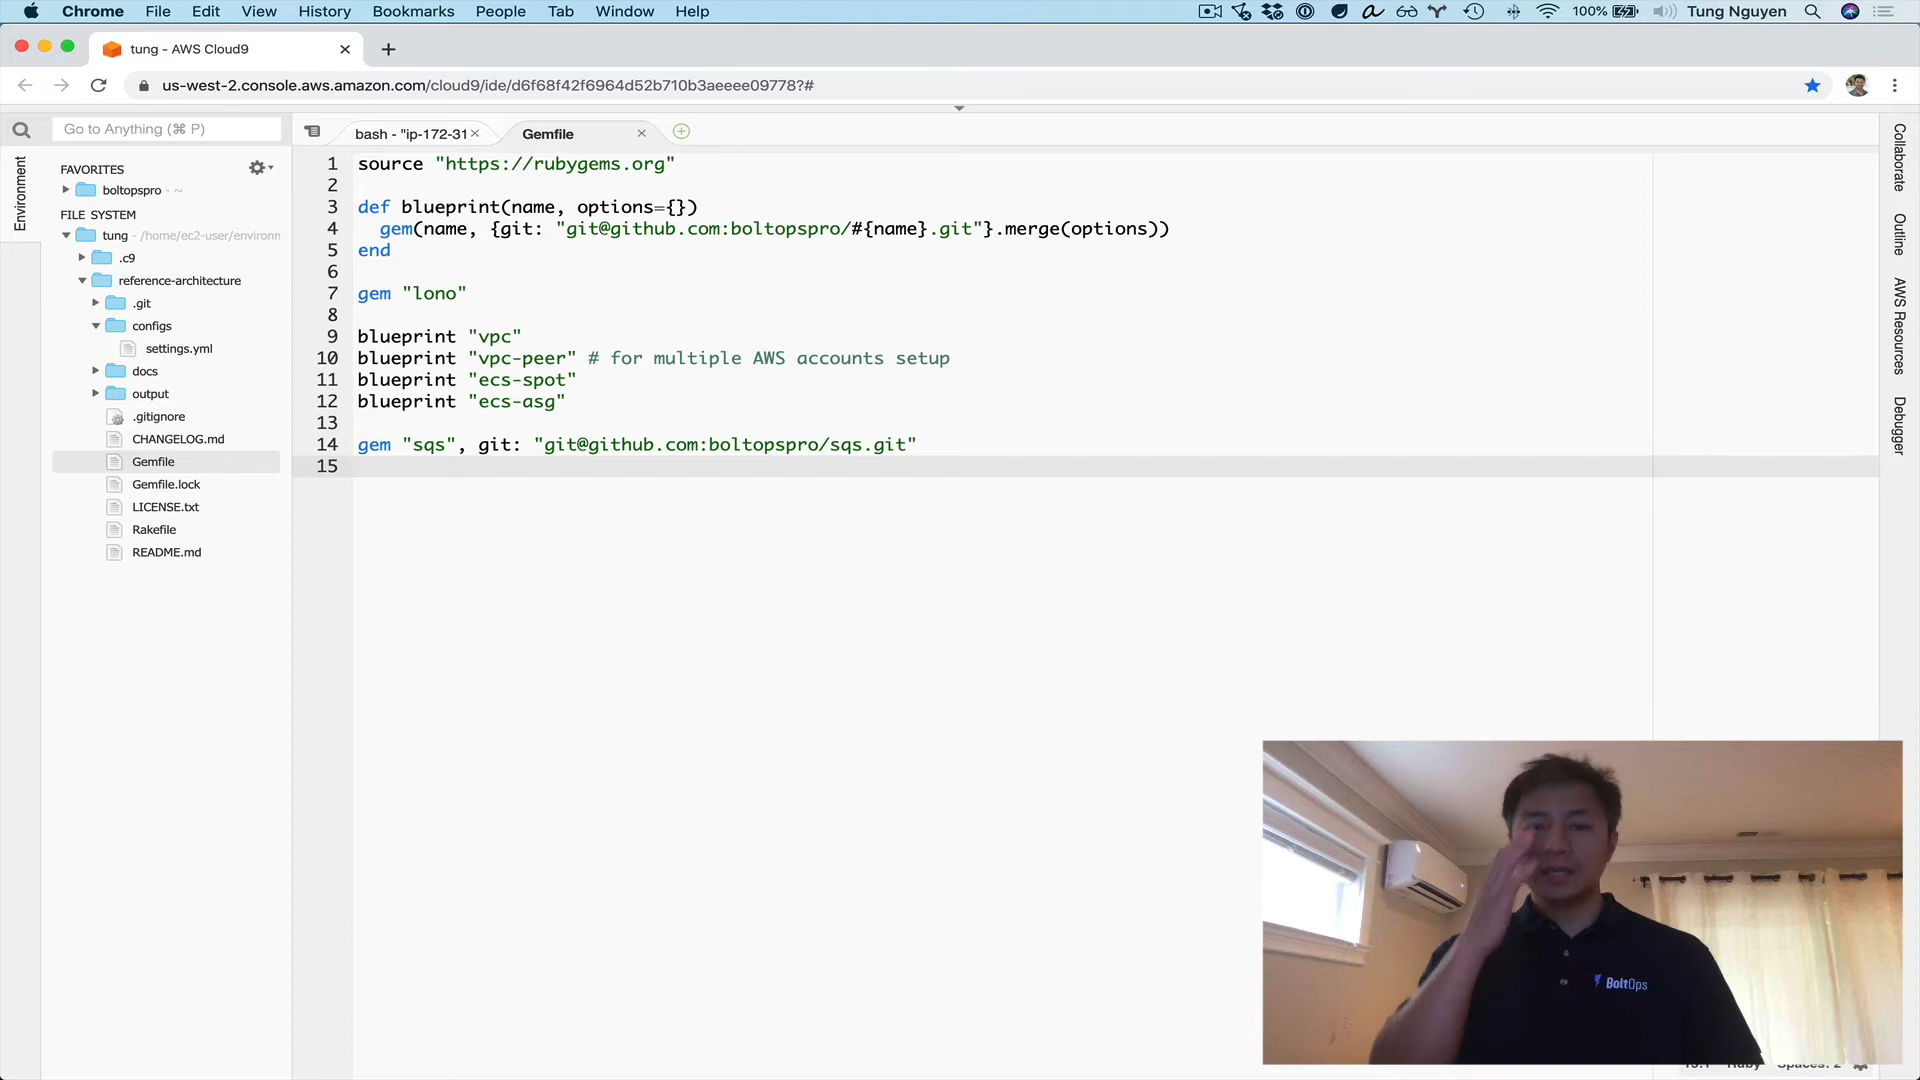 Chrome File Edit View History Bookmarks People Tab Window Help
100% Tung Nguyen
tung - AWS Cloud9
us-west-2.console.aws.amazon.com/cloud9/ide/d6f68f42f6964d52b710b3aeeee09778?#
Go to Anything (⌘ P)
bash - "ip-172-31
Gemfile
Environment
FAVORITES
boltopspro - ~
FILE SYSTEM
tung - /home/ec2-user/environm
.c9
reference-architecture
.git
configs
settings.yml
docs
output
.gitignore
CHANGELOG.md
Gemfile
Gemfile.lock
LICENSE.txt
Rakefile
README.md
1 source "https://rubygems.org"
2
3 def blueprint(name, options={})
4 gem(name, {git: "git@github.com:boltopspro/#{name}.git"}.merge(options))
5 end
6
7 gem "lono"
8
9 blueprint "vpc"
10 blueprint "vpc-peer" # for multiple AWS accounts setup
11 blueprint "ecs-spot"
12 blueprint "ecs-asg"
13
14 gem "sqs", git: "git@github.com:boltopspro/sqs.git"
15
Collaborate
Outline
AWS Resources
Debugger
BoltOps